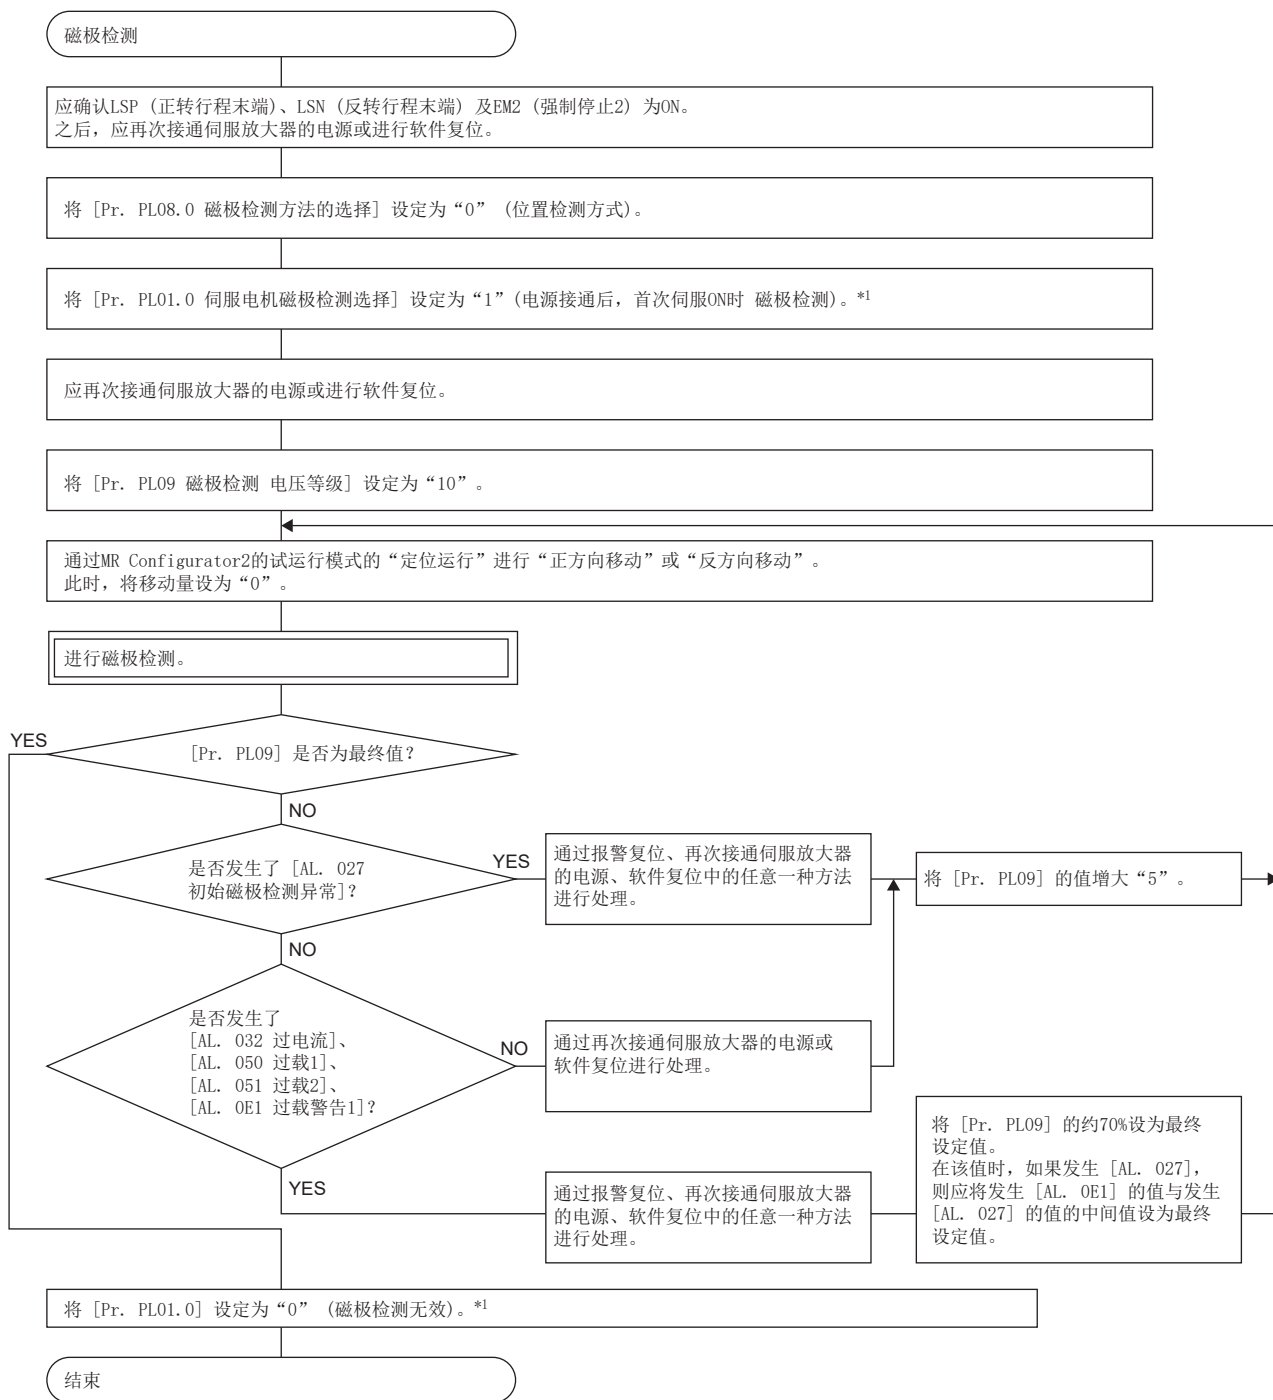 磁极检测
应确认LSP (正转行程末端)、LSN (反转行程末端) 及EM2 (强制停止2) 为ON。
之后，应再次接通伺服放大器的电源或进行软件复位。
将 [Pr. PL08.0 磁极检测方法的选择] 设定为“0” (位置检测方式)。
将 [Pr. PL01.0 伺服电机磁极检测选择] 设定为“1”(电源接通后，首次伺服ON时 磁极检测)。*1
应再次接通伺服放大器的电源或进行软件复位。
将 [Pr. PL09 磁极检测 电压等级] 设定为“10”。
通过MR Configurator2的试运行模式的“定位运行”进行“正方向移动”或“反方向移动”。
此时，将移动量设为“0”。
进行磁极检测。
YES
[Pr. PL09] 是否为最终值？
NO
是否发生了 [AL. 027
初始磁极检测异常]？
YES
通过报警复位、再次接通伺服放大器
的电源、软件复位中的任意一种方法
进行处理。
将 [Pr. PL09] 的值增大“5”。
NO
是否发生了
[AL. 032 过电流]、
[AL. 050 过载1]、
[AL. 051 过载2]、
[AL. 0E1 过载警告1]？
NO
通过再次接通伺服放大器的电源或
软件复位进行处理。
YES
通过报警复位、再次接通伺服放大器
的电源、软件复位中的任意一种方法
进行处理。
将 [Pr. PL09] 的约70%设为最终
设定值。
在该值时，如果发生 [AL. 027]，
则应将发生 [AL. 0E1] 的值与发生
[AL. 027] 的值的中间值设为最终
设定值。
将 [Pr. PL01.0] 设定为“0” (磁极检测无效)。*1
结束